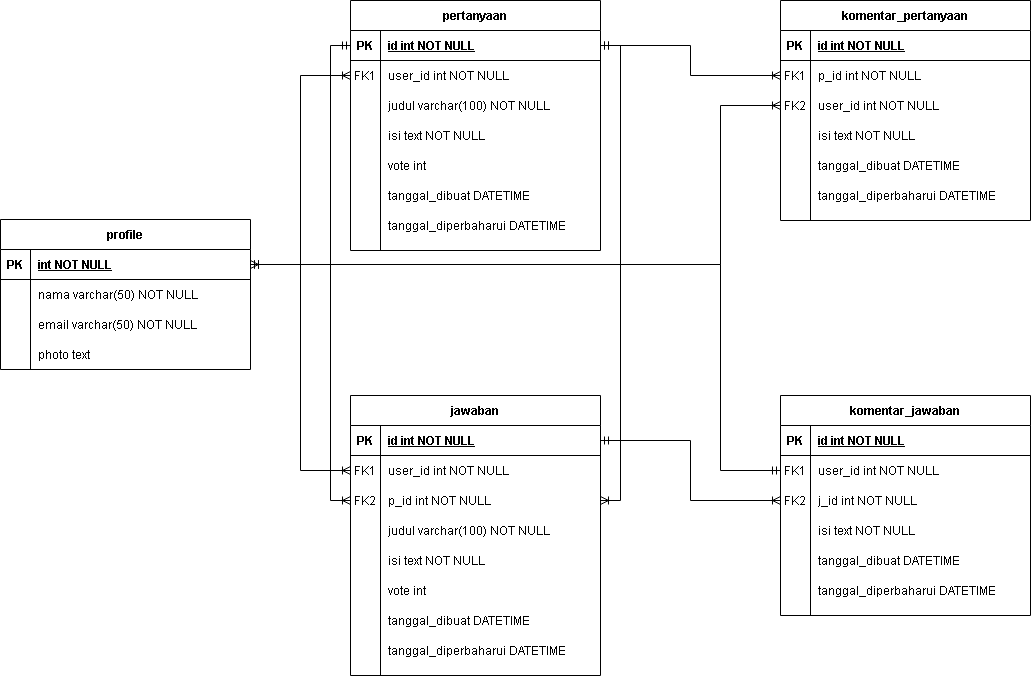 pertanyaan
PK id int NOT NULL
FK1 user_id int NOT NULL
judul varchar(100) NOT NULL
isi text NOT NULL
vote int
tanggal_dibuat DATETIME
tanggal_diperbaharui DATETIME
komentar_pertanyaan
PK id int NOT NULL
FK1 p_id int NOT NULL
FK2 user_id int NOT NULL
isi text NOT NULL
tanggal_dibuat DATETIME
tanggal_diperbaharui DATETIME
profile
PK int NOT NULL
nama varchar(50) NOT NULL
email varchar(50) NOT NULL
photo text
jawaban
PK id int NOT NULL
FK1 user_id int NOT NULL
FK2 p_id int NOT NULL
judul varchar(100) NOT NULL
isi text NOT NULL
vote int
tanggal_dibuat DATETIME
tanggal_diperbaharui DATETIME
komentar_jawaban
PK id int NOT NULL
FK1 user_id int NOT NULL
FK2 j_id int NOT NULL
isi text NOT NULL
tanggal_dibuat DATETIME
tanggal_diperbaharui DATETIME